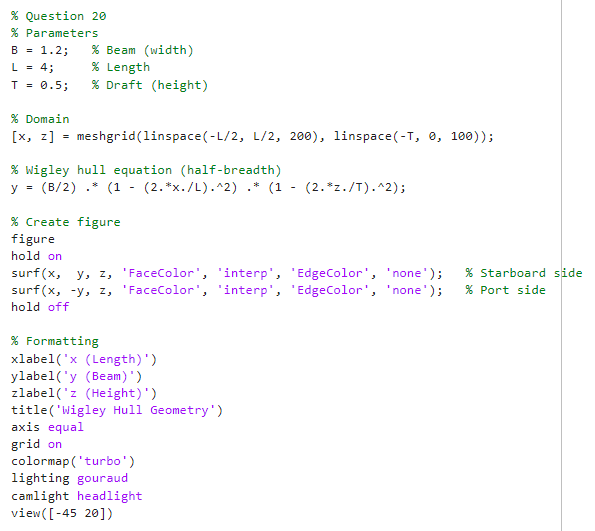 % Question 20
% Parameters
B = 1.2;   % Beam (width)
L = 4;     % Length
T = 0.5;   % Draft (height)

% Domain
[x, z] = meshgrid(linspace(-L/2, L/2, 200), linspace(-T, 0, 100));

% Wigley hull equation (half-breadth)
y = (B/2) .* (1 - (2.*x./L).^2) .* (1 - (2.*z./T).^2);

% Create figure
figure
hold on
surf(x,  y, z, 'FaceColor', 'interp', 'EdgeColor', 'none');   % Starboard side
surf(x, -y, z, 'FaceColor', 'interp', 'EdgeColor', 'none');   % Port side
hold off

% Formatting
xlabel('x (Length)')
ylabel('y (Beam)')
zlabel('z (Height)')
title('Wigley Hull Geometry')
axis equal
grid on
colormap('turbo')
lighting gouraud
camlight headlight
view([-45 20])